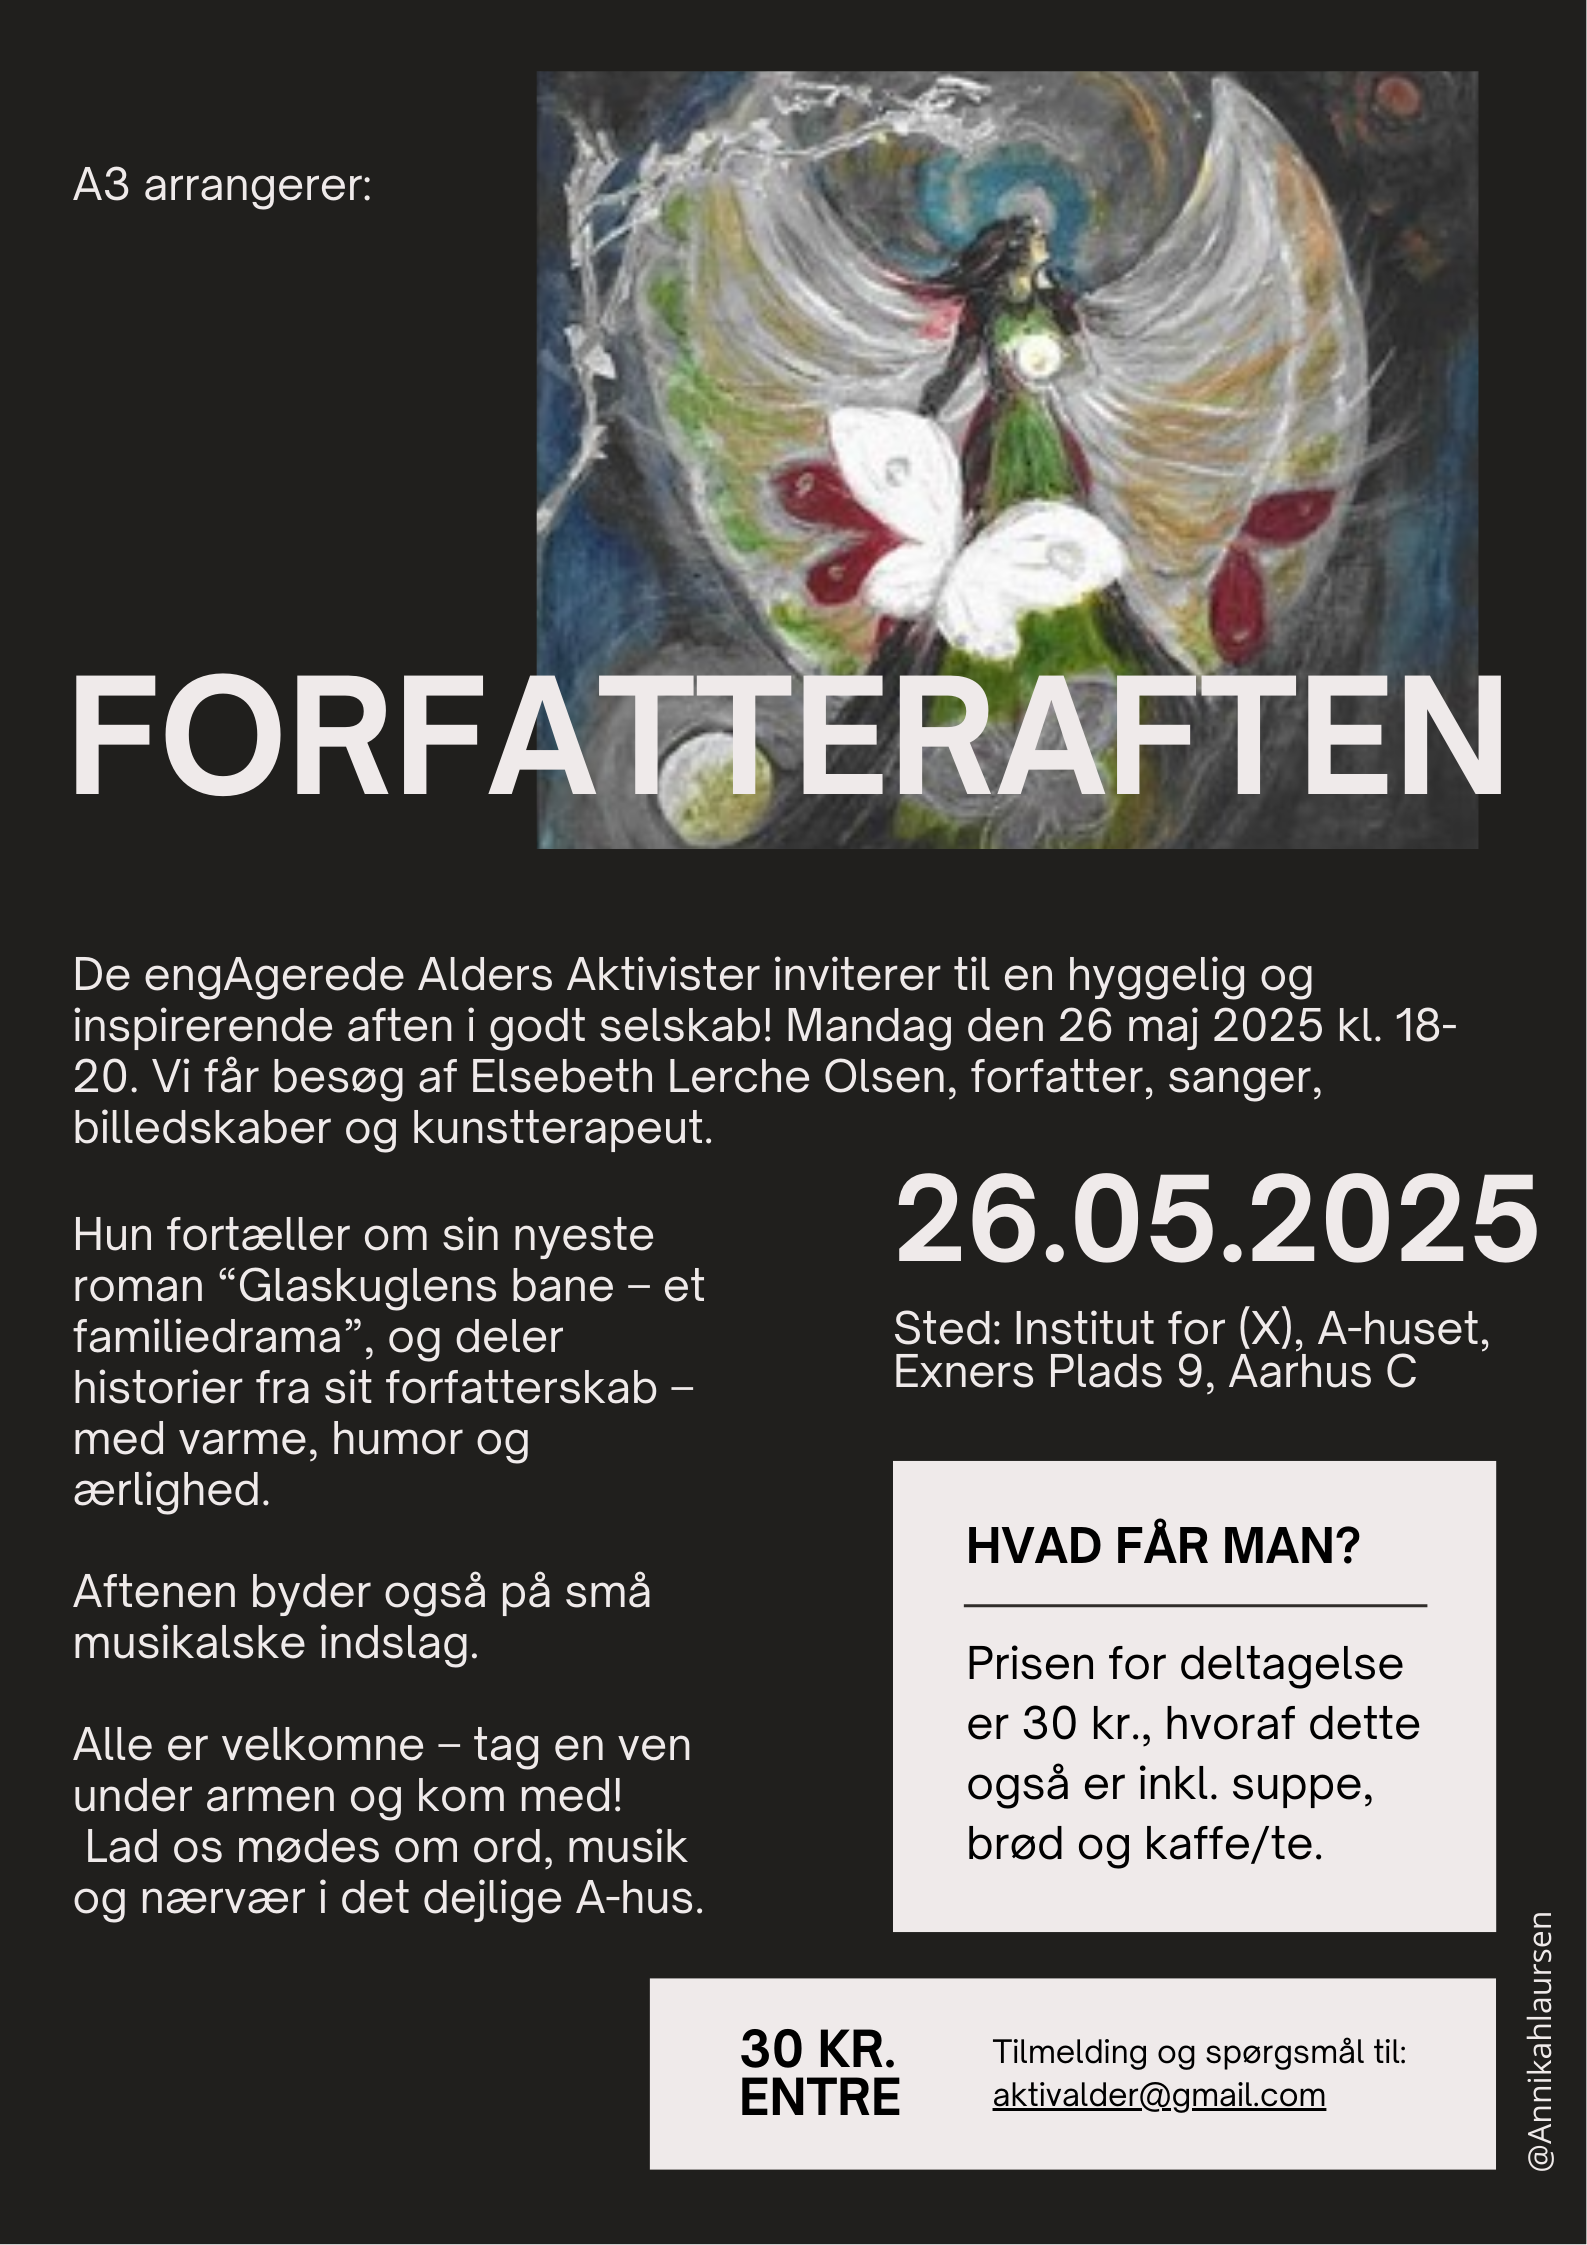 A3 arrangerer:
FORFATTERAFTEN
De engAgerede Alders Aktivister inviterer til en hyggelig og
inspirerende aften i godt selskab! Mandag den 26 maj 2025 kl. 18-
20. Vi får besøg af Elsebeth Lerche Olsen, forfatter, sanger,
billedskaber og kunstterapeut.
Hun fortæller om sin nyeste
roman “Glaskuglens bane – et
familiedrama”, og deler
historier fra sit forfatterskab –
med varme, humor og
ærlighed.
Aftenen byder også på små
musikalske indslag.
Alle er velkomne – tag en ven
under armen og kom med!
Lad os mødes om ord, musik
og nærvær i det dejlige A-hus.
26.05.2025
Sted: Institut for (X), A-huset,
Exners Plads 9, Aarhus C
HVAD FÅR MAN?
Prisen for deltagelse
er 30 kr., hvoraf dette
også er inkl. suppe,
brød og kaffe/te.
30 KR.
ENTRE
Tilmelding og spørgsmål til:
aktivalder@gmail.com
@Annikahlaursen